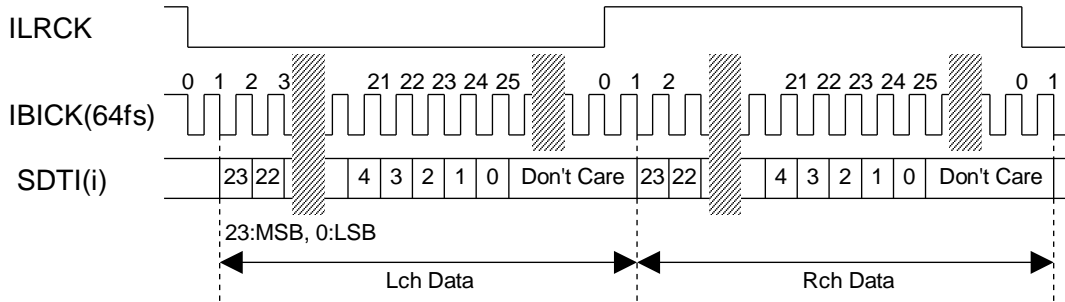 ILRCK
0 1 2 3 21 22 23 24 25 0 1 2 21 22 23 24 25 0 1
IBICK(64fs)
SDTI(i) 23 22 4 3 2 1 0 Don't Care 23 22 4 3 2 1 0 Don't Care
23:MSB, 0:LSB
Lch Data Rch Data